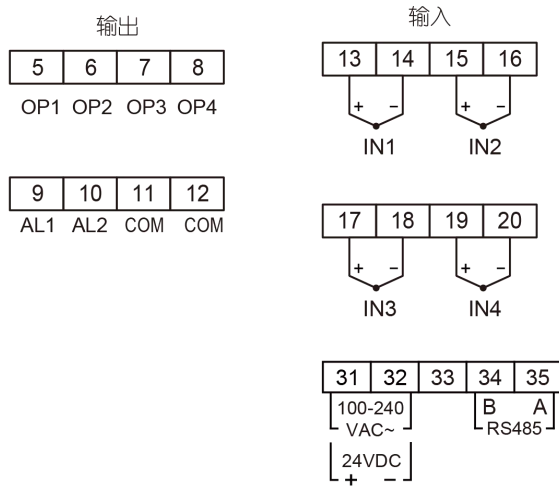 输出
5 6 7 8
OP1 OP2 OP3 OP4
9 10 11 12
AL1 AL2 COM COM
输入
13 14 15 16
+ − + −
IN1 IN2
17 18 19 20
+ − + −
IN3 IN4
31 32 33 34 35
100-240 B A
VAC~ RS485
24VDC
+ −